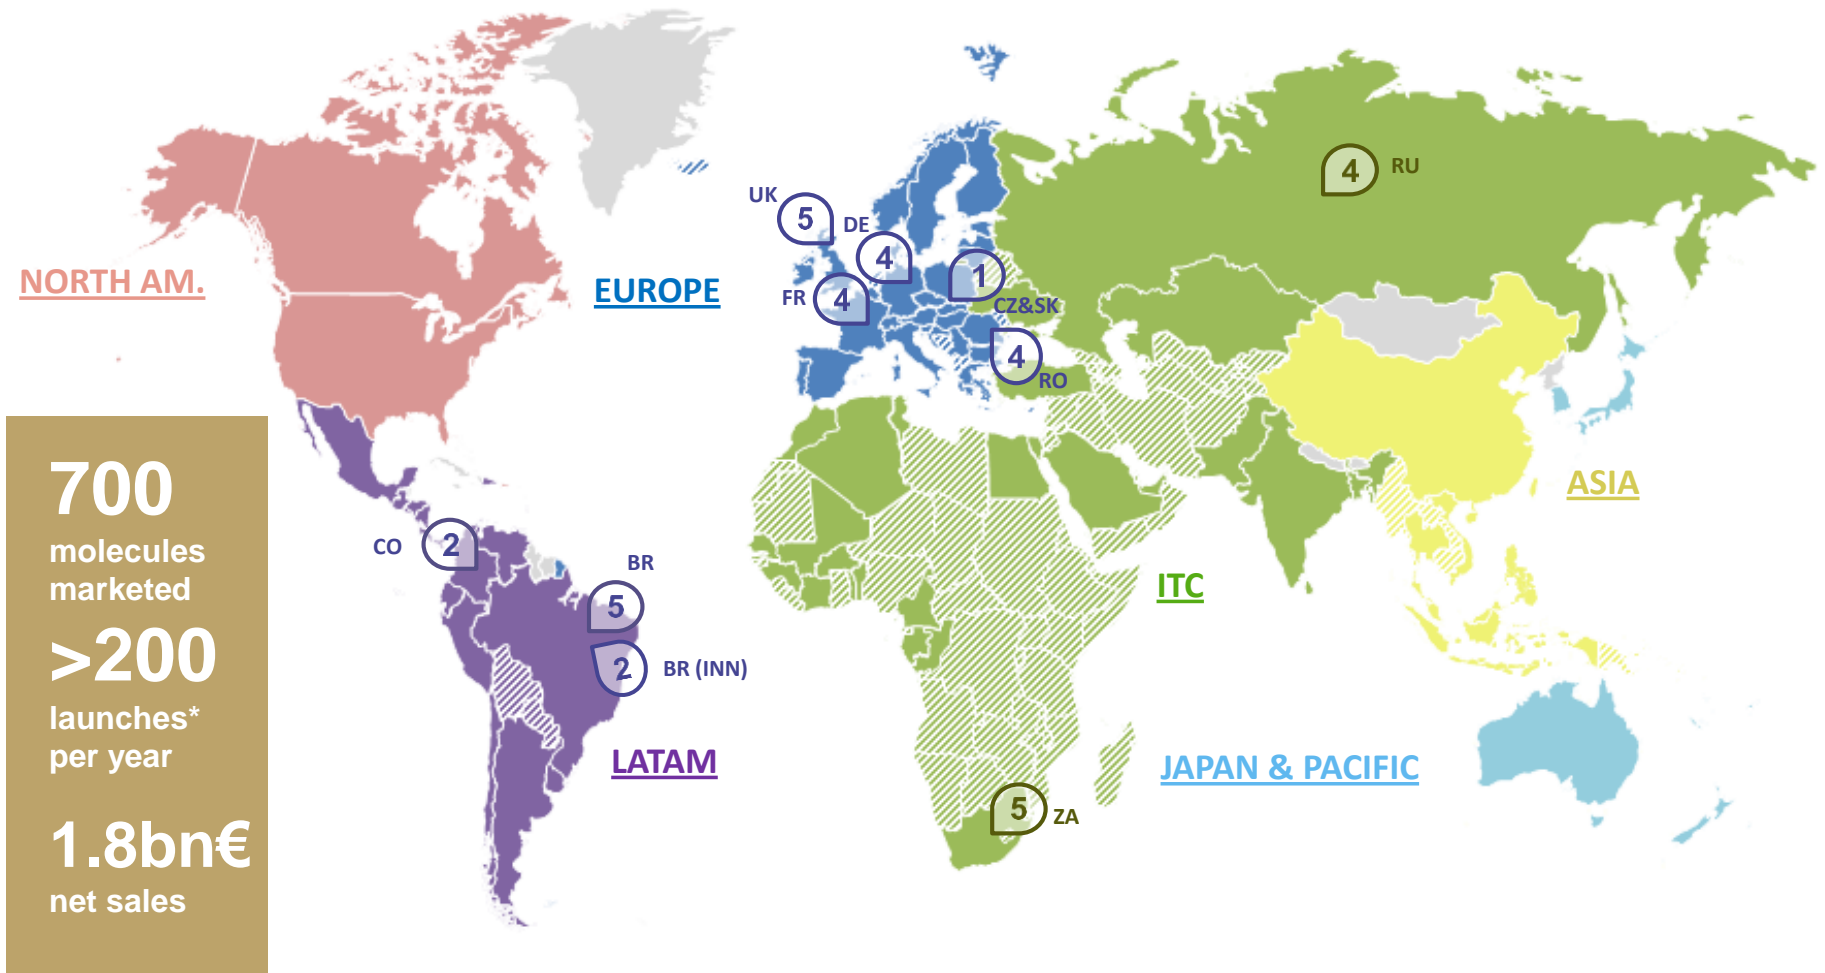 NORTH AM.
EUROPE
UK
5
DE
4
FR
4
1
CZ&SK
4
RO
4
RU
ASIA
ITC
CO
2
BR
5
2
BR (INN)
LATAM
JAPAN & PACIFIC
5
ZA
700
molecules
marketed
>200
launches*
per year
1.8bn€
net sales